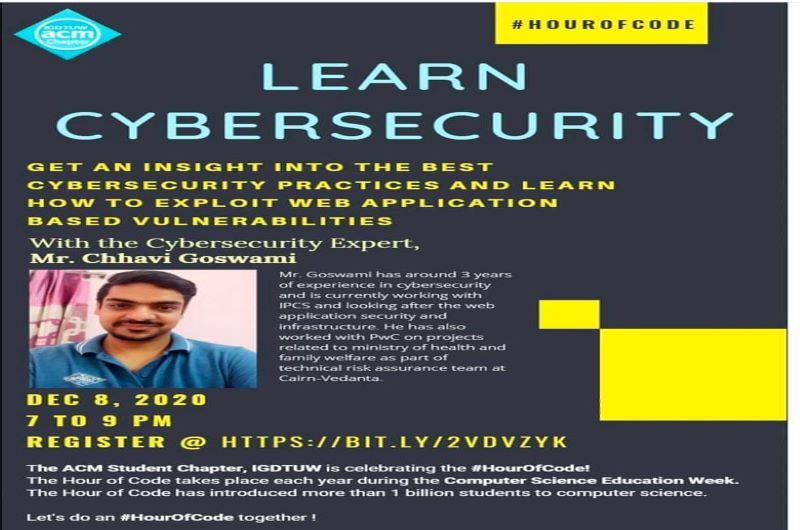 IGDTUW
acm
Chapter
#HOUROFCODE
LEARN
CYBERSECURITY
GET AN INSIGHT INTO THE BEST
CYBERSECURITY PRACTICES AND LEARN
HOW TO EXPLOIT WEB APPLICATION
BASED VULNERABILITIES
With the Cybersecurity Expert,
Mr. Chhavi Goswami
Mr. Goswami has around 3 years
of experience in cybersecurity
and is currently working with
IPCS and looking after the web
application security and
infrastructure. He has also
worked with PwC on projects
related to ministry of health and
family welfare as part of
technical risk assurance team at
Cairn-Vedanta.
DEC 8, 2020
7 TO 9 PM
REGISTER @ HTTPS://BIT.LY/2VDVZYK
The ACM Student Chapter, IGDTUW is celebrating the #HourOfCode!
The Hour of Code takes place each year during the Computer Science Education Week.
The Hour of Code has introduced more than 1 billion students to computer science.
Let's do an #HourOfCode together !